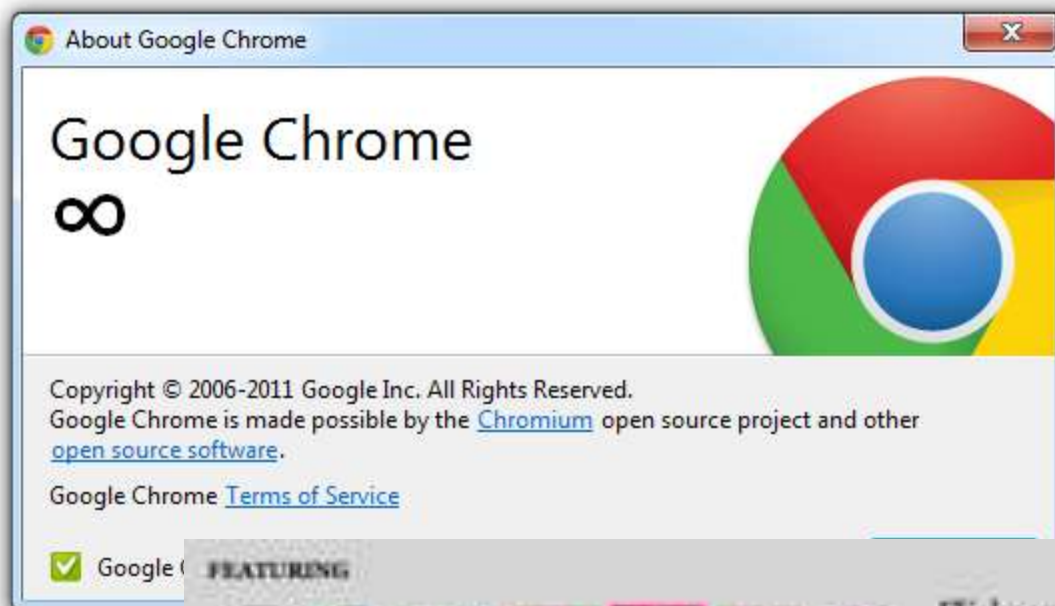 About Google Chrome
Google Chrome
∞
Copyright © 2006-2011 Google Inc. All Rights Reserved.
Google Chrome is made possible by the Chromium open source project and other
open source software.
Google Chrome Terms of Service
Google
FEATURING